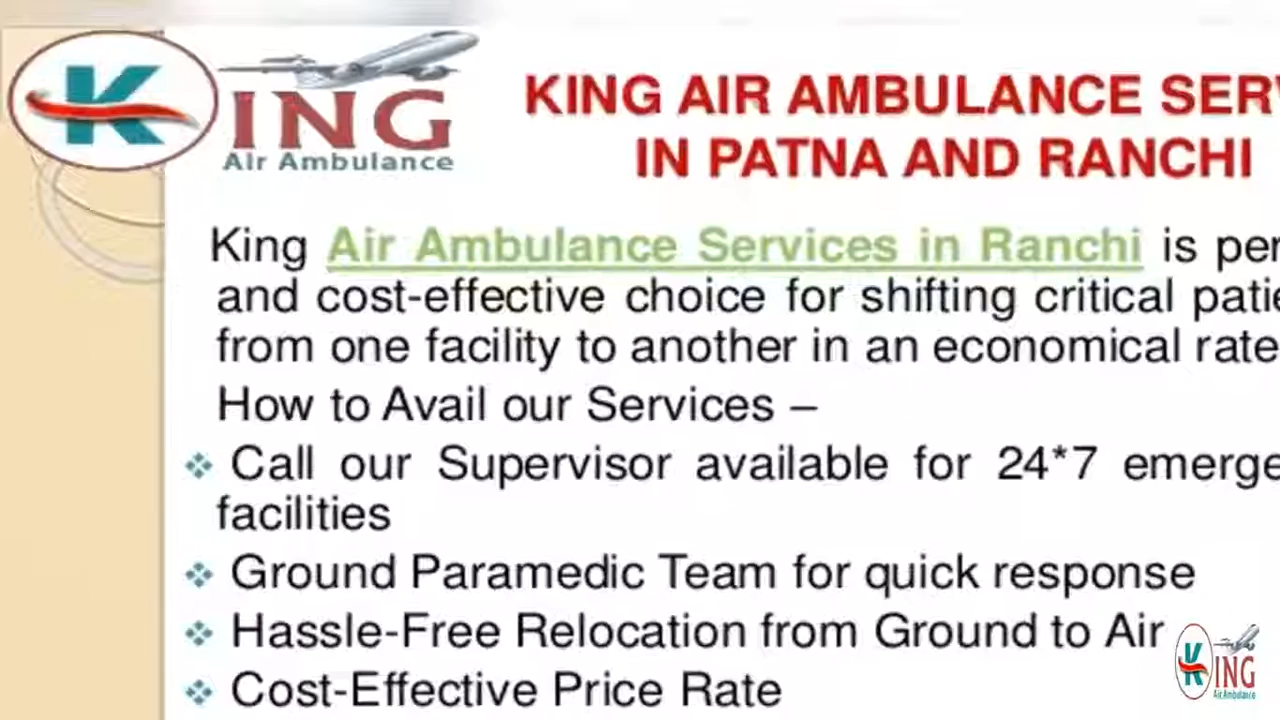 KING
Air Ambulance
KING AIR AMBULANCE SERV
IN PATNA AND RANCHI
King Air Ambulance Services in Ranchi is per
and cost-effective choice for shifting critical patie
from one facility to another in an economical rate
How to Avail our Services –
Call our Supervisor available for 24*7 emerge
facilities
Ground Paramedic Team for quick response
Hassle-Free Relocation from Ground to Air
Cost-Effective Price Rate
KING
Air Ambulance